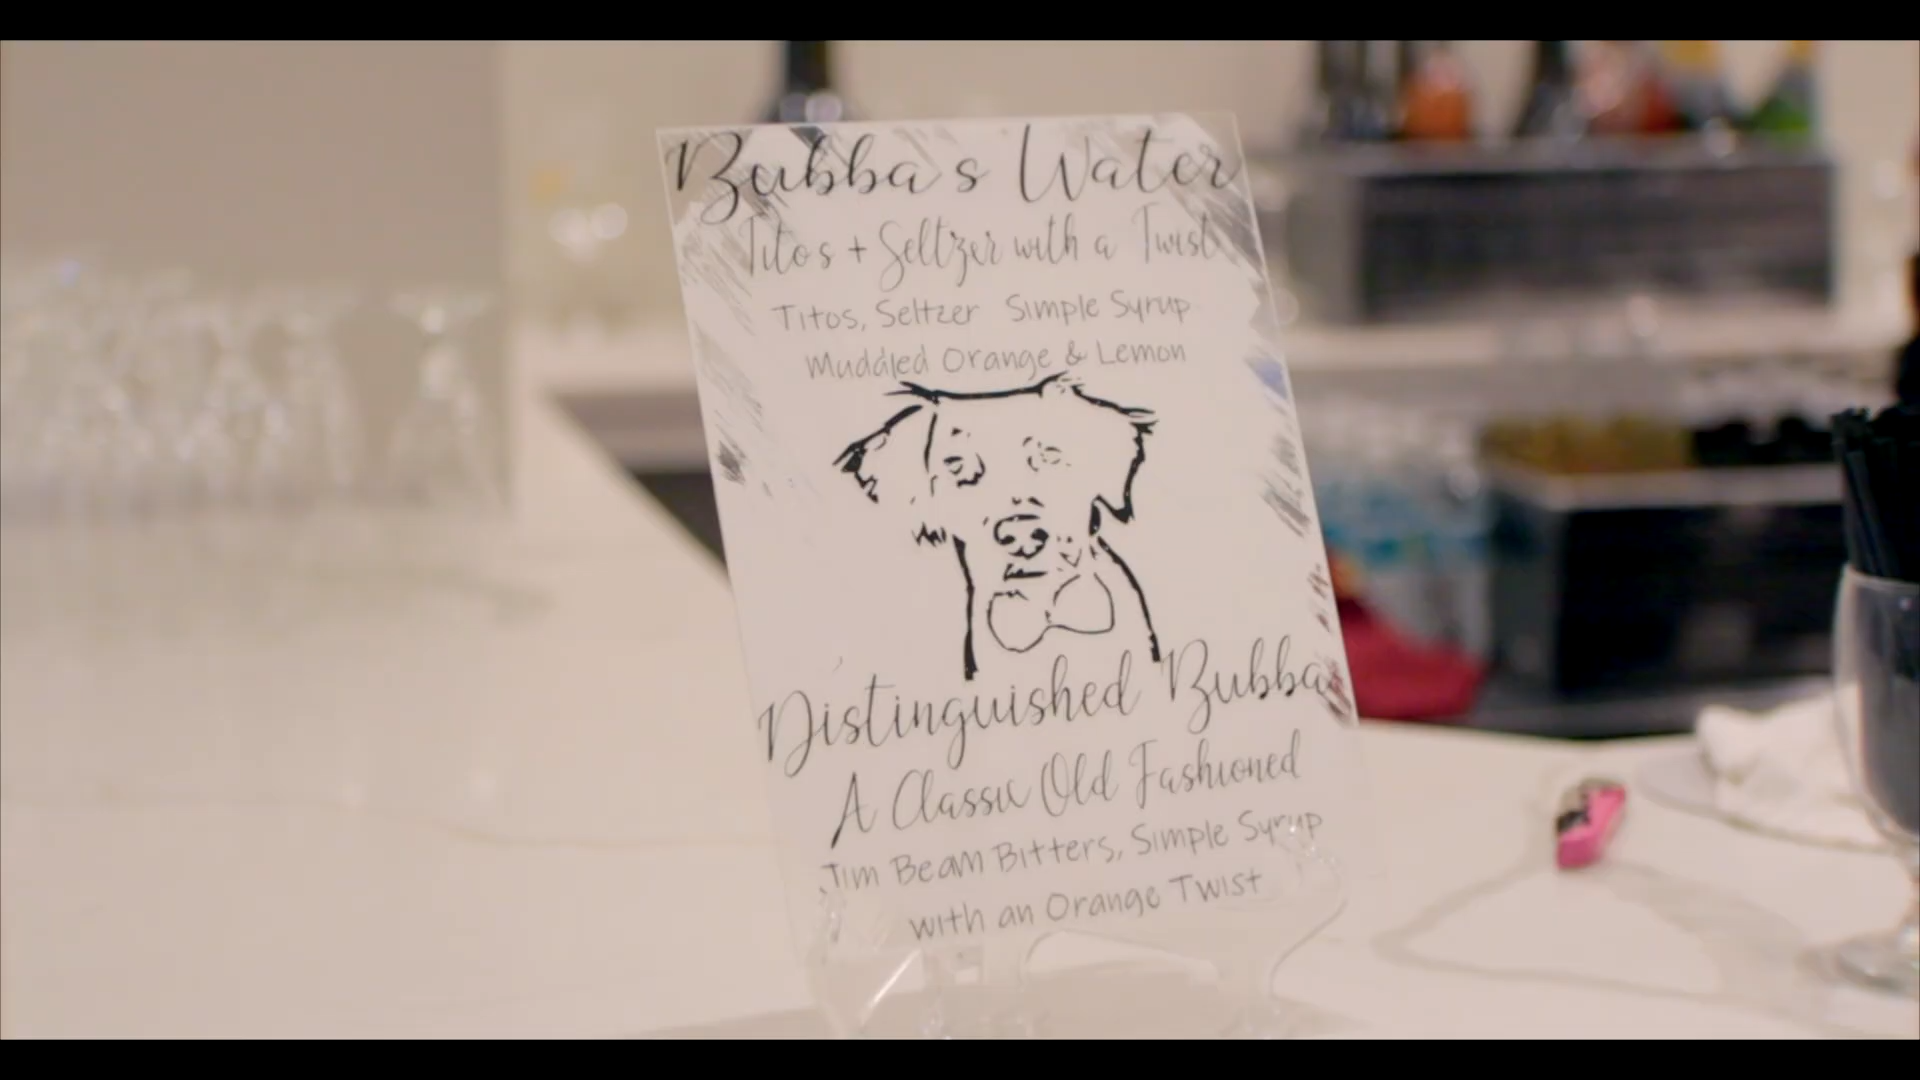 Bubba's Water
Titos + Seltzer with a Twist
Titos, Seltzer Simple Syrup
Muddled Orange & Lemon
Distinguished Bubba
A Classic Old Fashioned
Jim Beam Bitters, Simple Syrup
with an Orange Twist